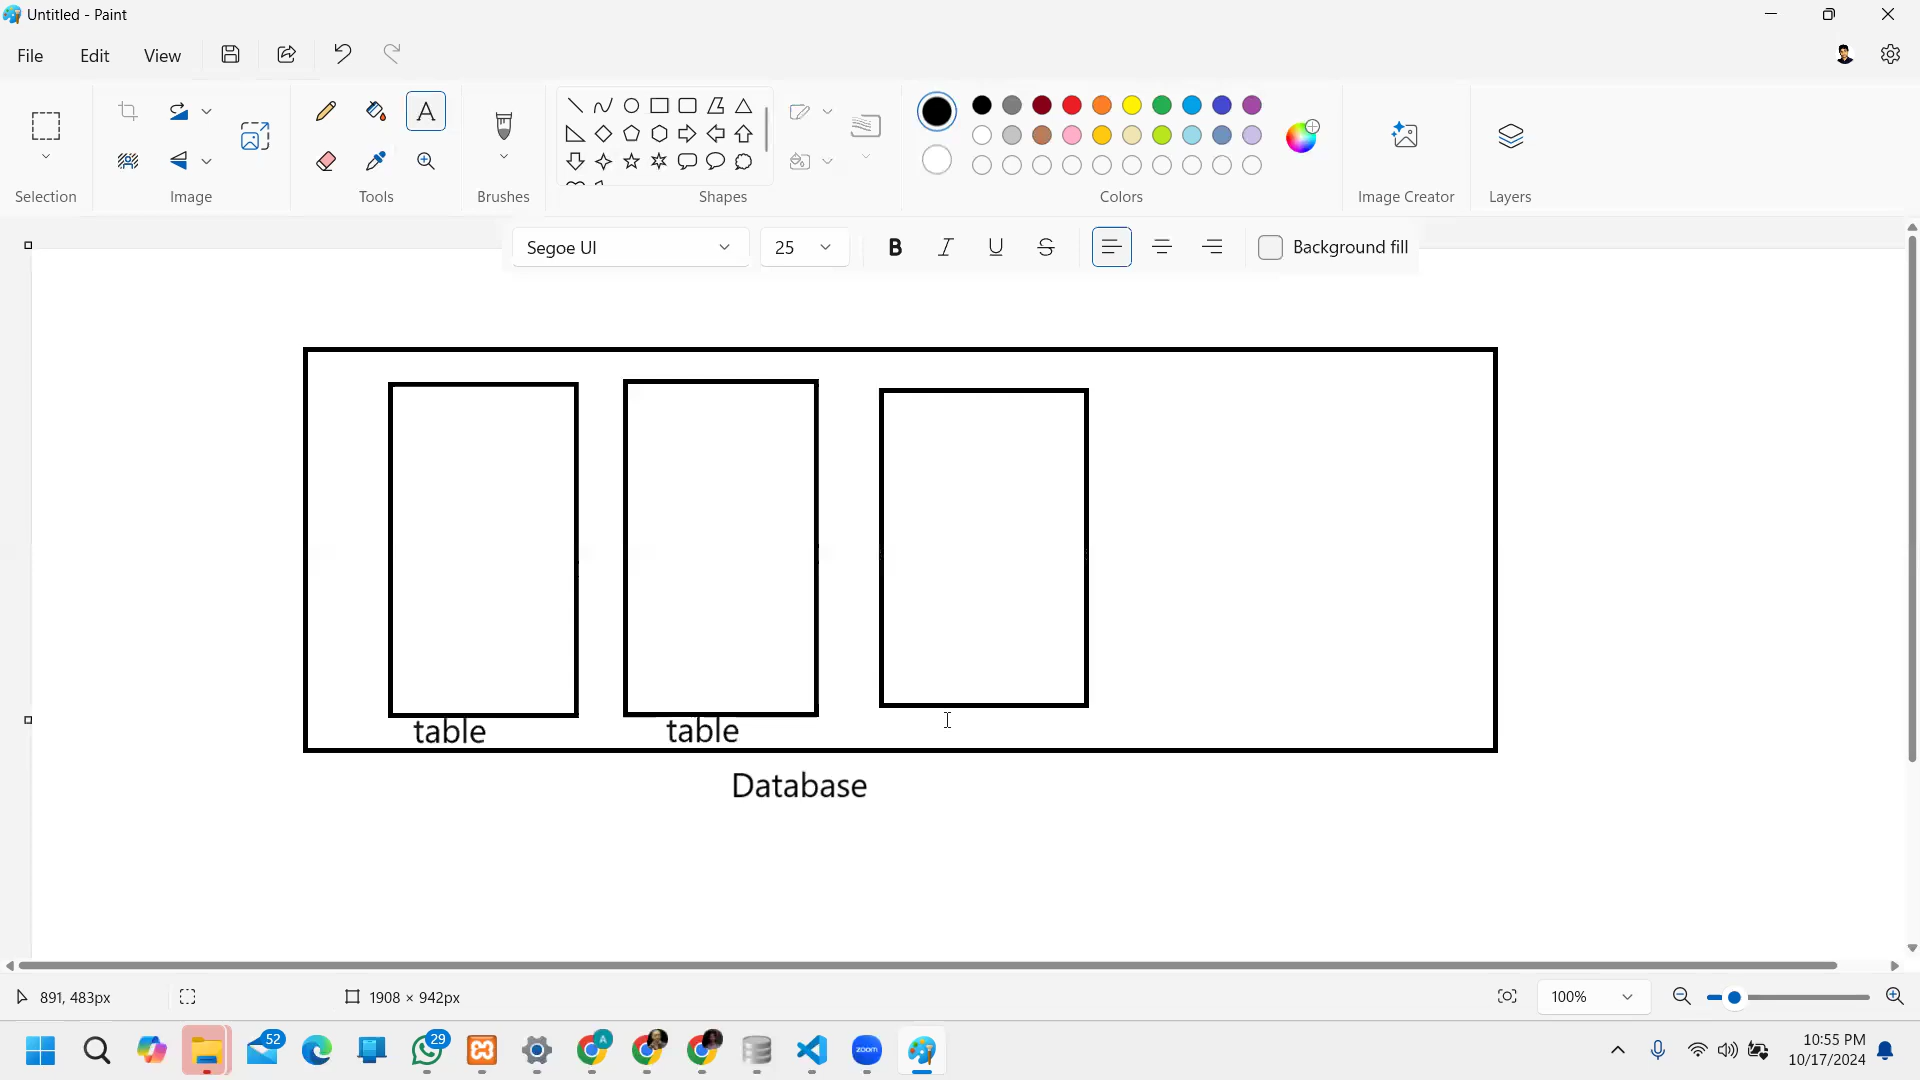 Untitled - Paint
File Edit View
Selection Image Tools Brushes Shapes Colors Image Creator Layers
Segoe UI 25 B I U S Background fill
table table
Database
891, 483px 1908 × 942px 100%
52 29 zoom A 10:55 PM
10/17/2024